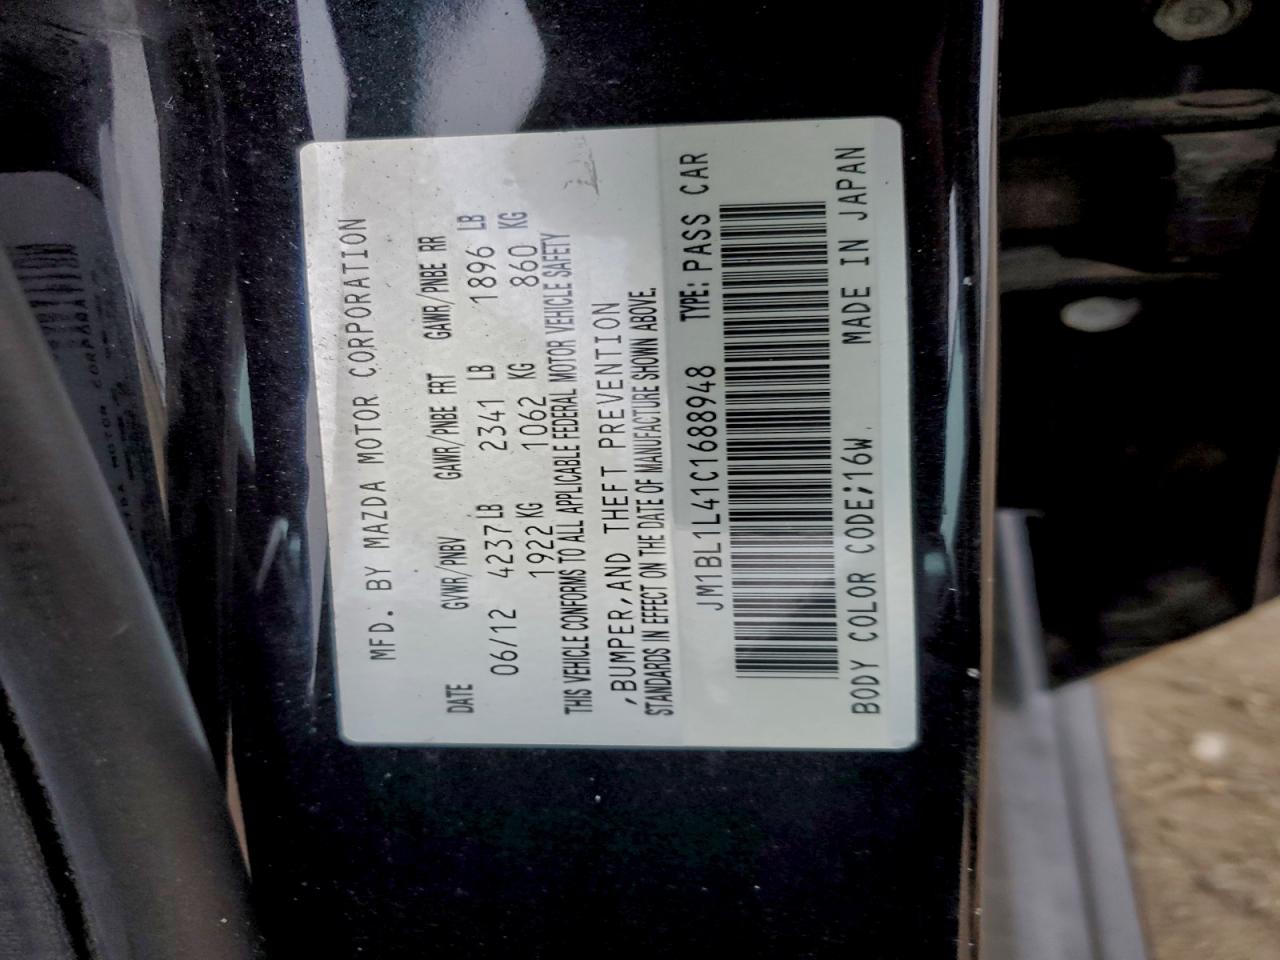 MFD. BY MAZDA MOTOR CORPORATION
DATE GVWR/PNBV GAWR/PNBE FRT GAWR/PNBE RR
06/12 4237 LB 2341 LB 1896 LB
1922 KG 1062 KG 860 KG
THIS VEHICLE CONFORMS TO ALL APPLICABLE FEDERAL MOTOR VEHICLE SAFETY
,BUMPER,AND THEFT PREVENTION
STANDARDS IN EFFECT ON THE DATE OF MANUFACTURE SHOWN ABOVE.
JM1BL1L41C1688948 TYPE: PASS CAR
BODY COLOR CODE;16W. MADE IN JAPAN
MOTOR CORPORA